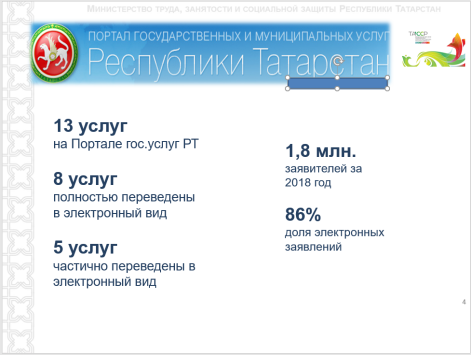 Министерство труда, занятости и социальной защиты Республики Татарстан
ПОРТАЛ ГОСУДАРСТВЕННЫХ И МУНИЦИПАЛЬНЫХ УСЛУГ
Республики Татарстан
ТАССР
13 услуг
на Портале гос.услуг РТ
8 услуг
полностью переведены
в электронный вид
5 услуг
частично переведены в
электронный вид
1,8 млн.
заявителей за
2018 год
86%
доля электронных
заявлений
4